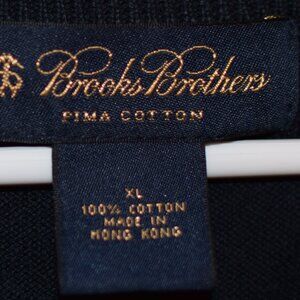 Brooks Brothers
PIMA COTTON
XL
100% COTTON
MADE IN
HONG KONG